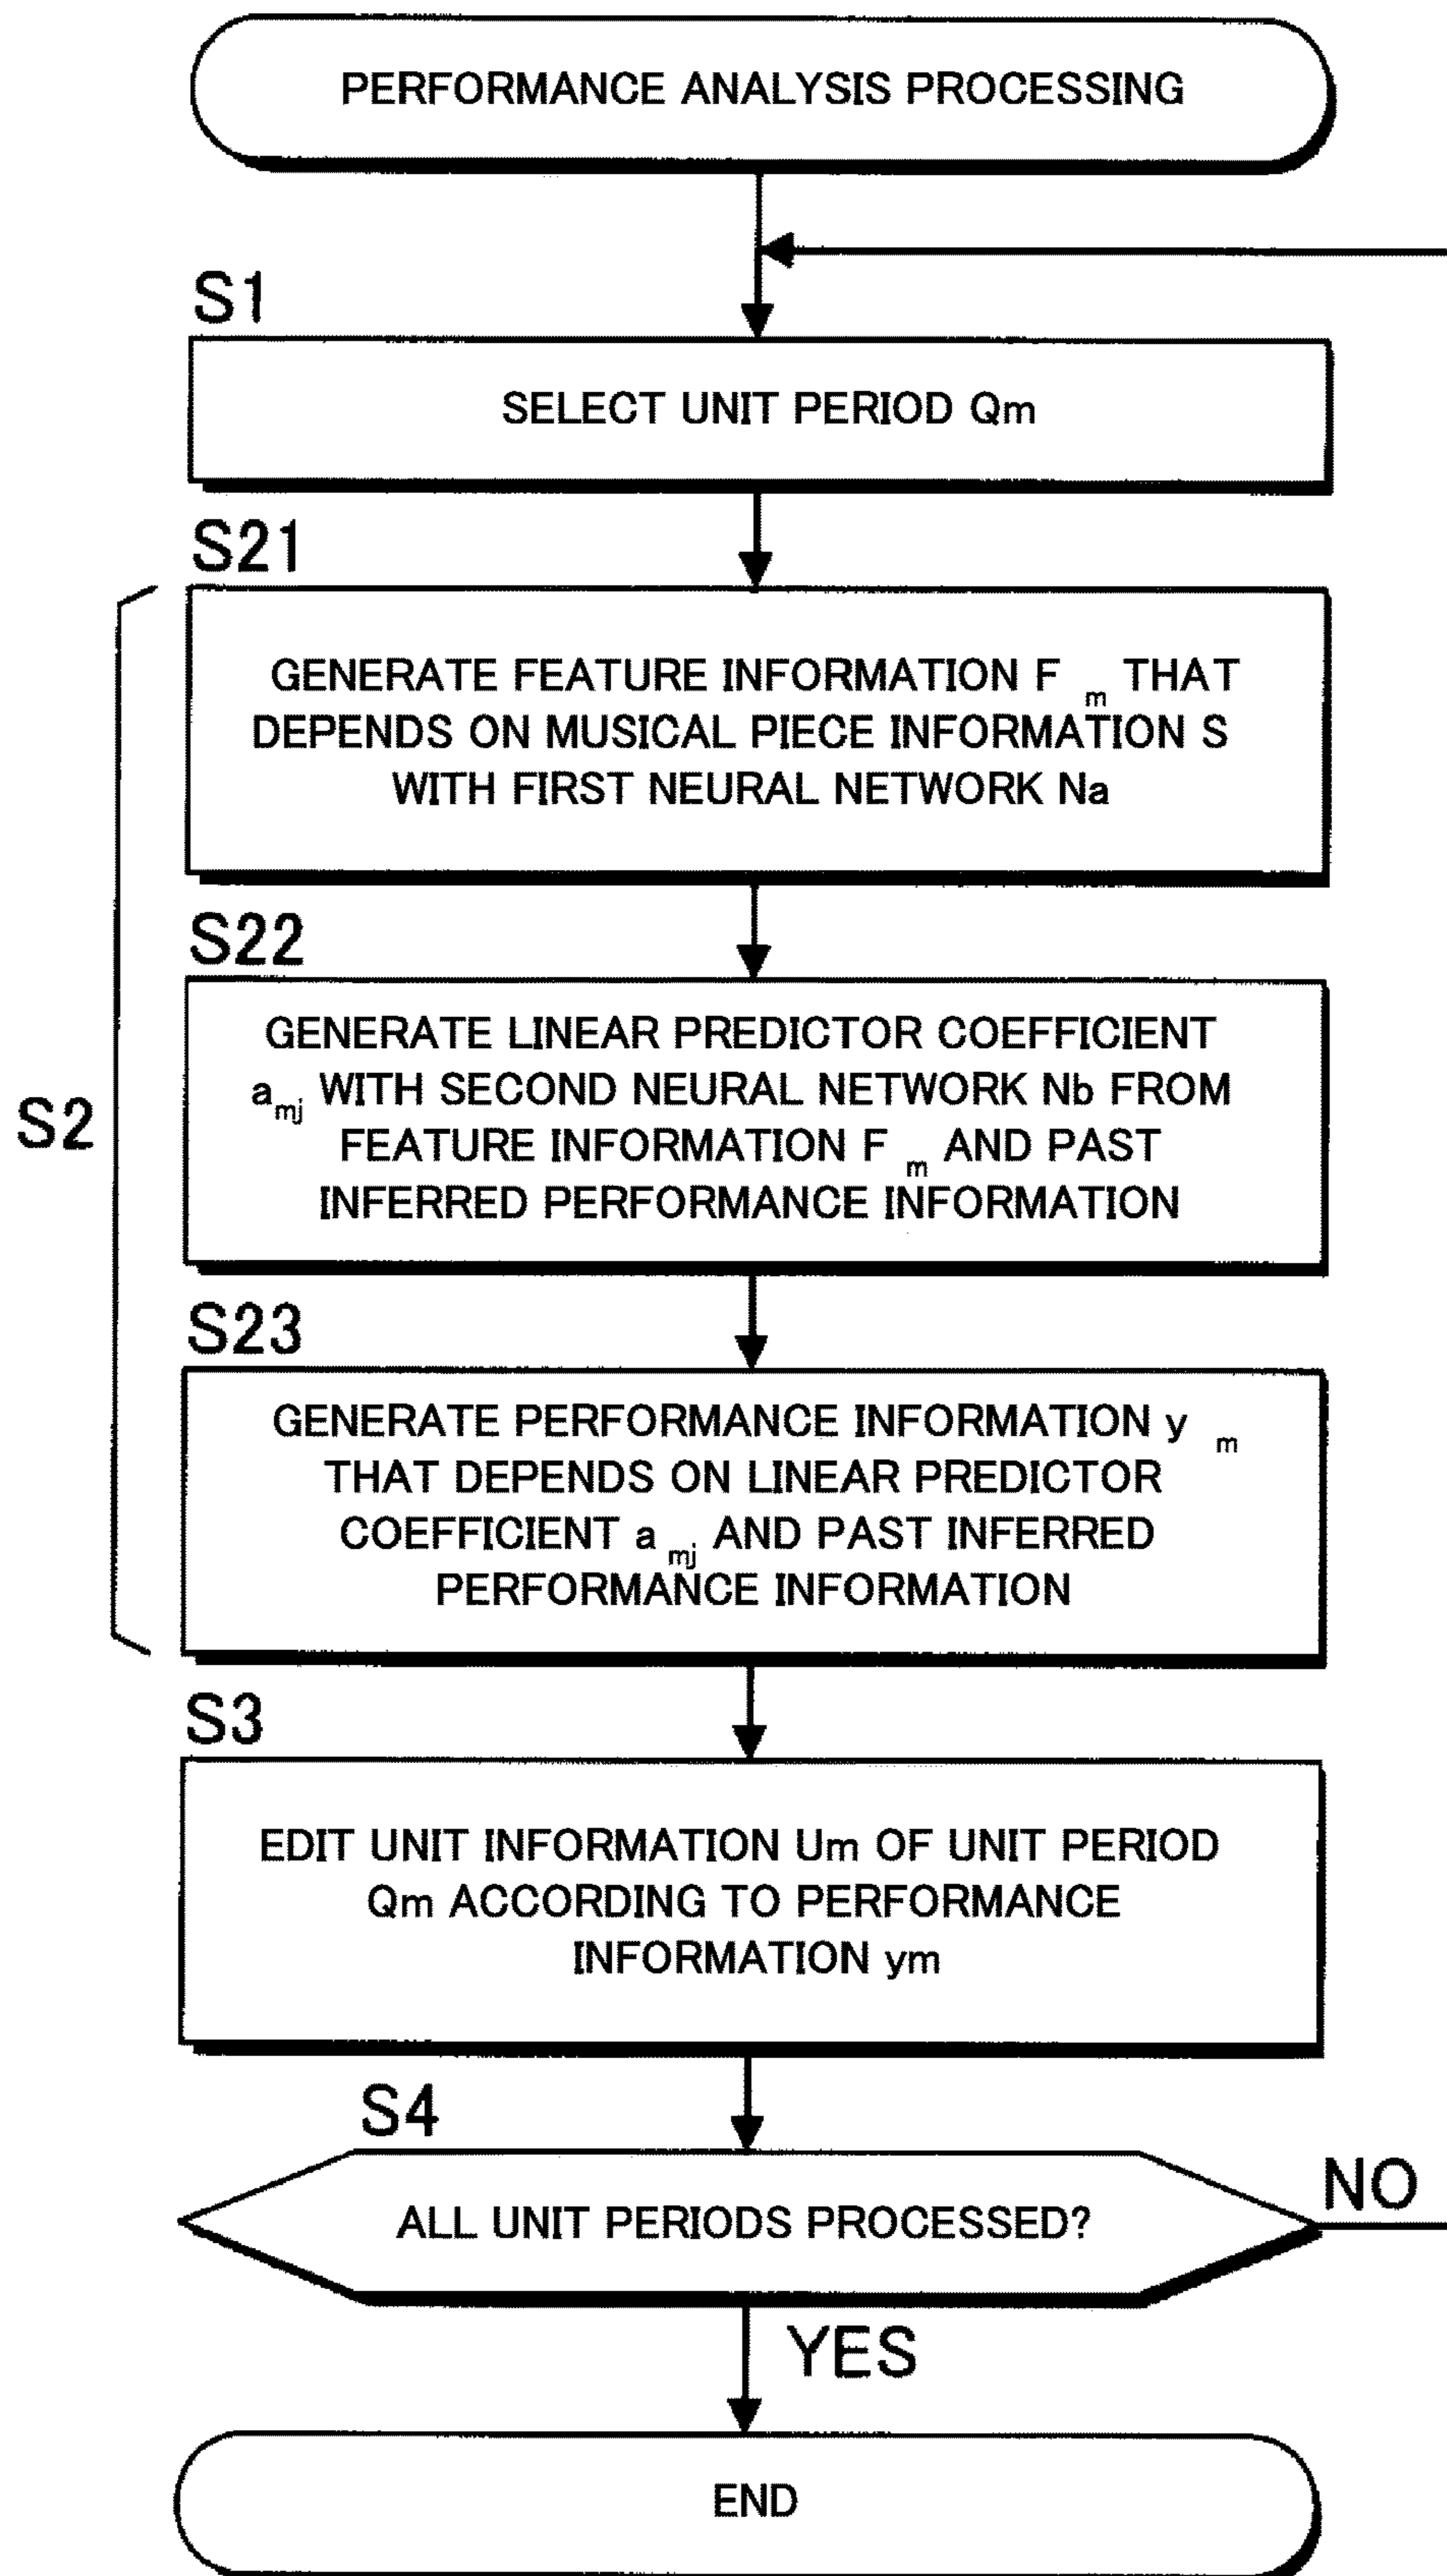 PERFORMANCE ANALYSIS PROCESSING
S1
SELECT UNIT PERIOD Qm
S2
S21
GENERATE FEATURE INFORMATION F m THAT
DEPENDS ON MUSICAL PIECE INFORMATION S
WITH FIRST NEURAL NETWORK Na
S22
GENERATE LINEAR PREDICTOR COEFFICIENT
a mj WITH SECOND NEURAL NETWORK Nb FROM
FEATURE INFORMATION F m AND PAST
INFERRED PERFORMANCE INFORMATION
S23
GENERATE PERFORMANCE INFORMATION y m
THAT DEPENDS ON LINEAR PREDICTOR
COEFFICIENT a mj AND PAST INFERRED
PERFORMANCE INFORMATION
S3
EDIT UNIT INFORMATION Um OF UNIT PERIOD
Qm ACCORDING TO PERFORMANCE
INFORMATION ym
S4
ALL UNIT PERIODS PROCESSED?
NO
YES
END